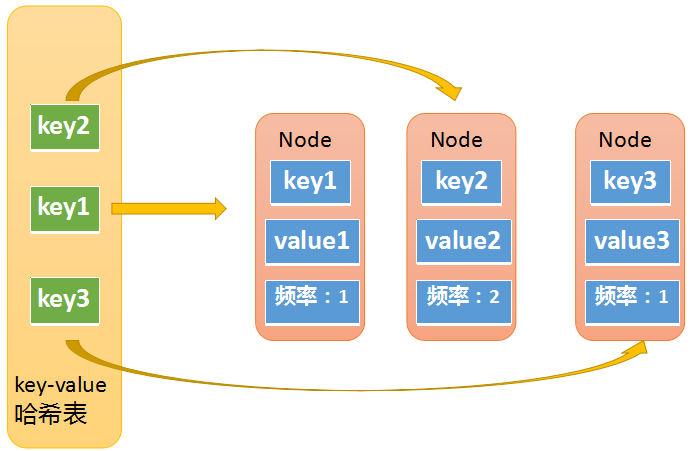 key2
key1
key3
key-value
哈希表
Node
key1
value1
频率：1
Node
key2
value2
频率：2
Node
key3
value3
频率：1